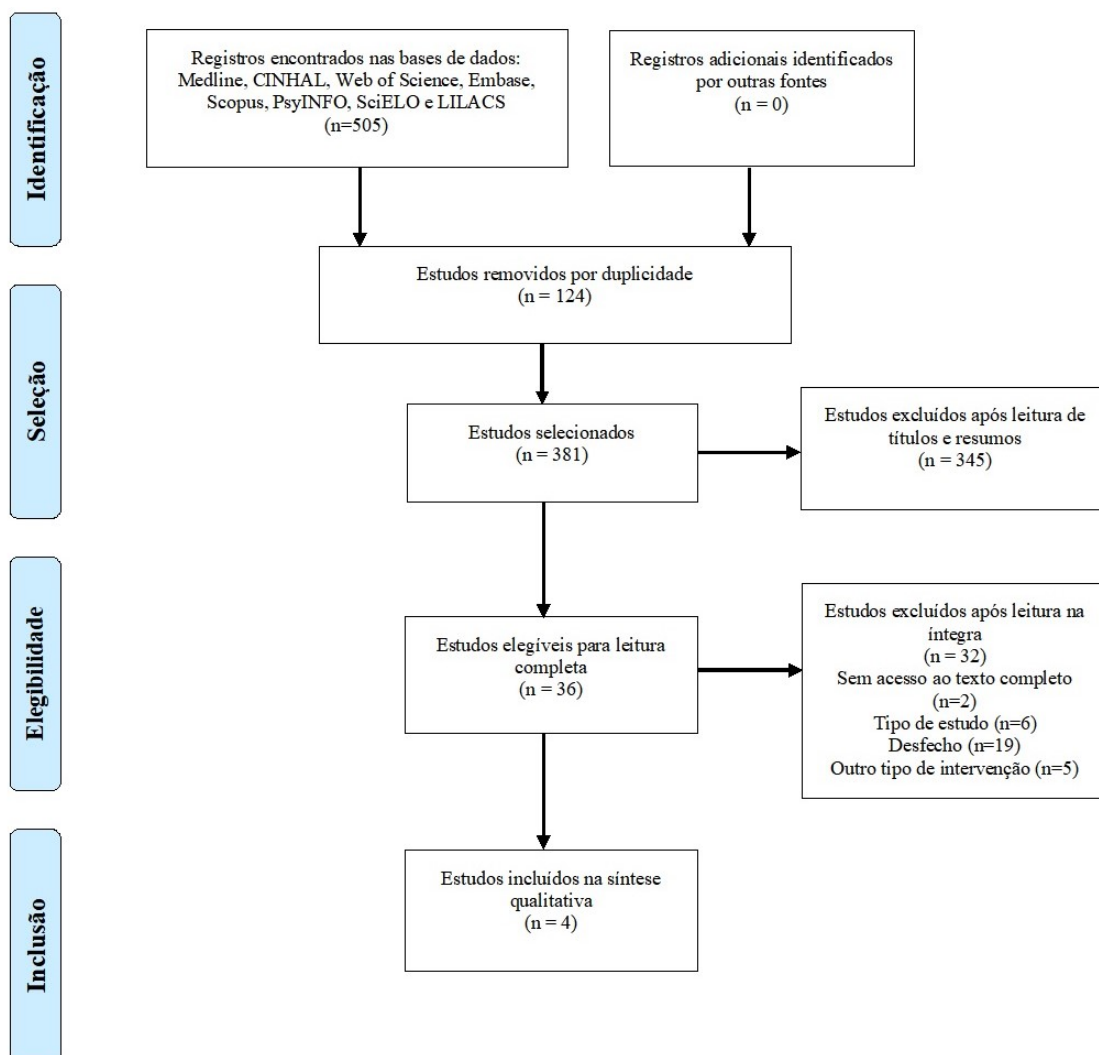 Identificação
Registros encontrados nas bases de dados:
Medline, CINHAL, Web of Science, Embase,
Scopus, PsyINFO, SciELO e LILACS
(n=505)
Registros adicionais identificados
por outras fontes
(n = 0)
Estudos removidos por duplicidade
(n = 124)
Seleção
Estudos selecionados
(n = 381)
Estudos excluídos após leitura de
títulos e resumos
(n = 345)
Elegibilidade
Estudos elegíveis para leitura
completa
(n = 36)
Estudos excluídos após leitura na
íntegra
(n = 32)
Sem acesso ao texto completo
(n=2)
Tipo de estudo (n=6)
Desfecho (n=19)
Outro tipo de intervenção (n=5)
Inclusão
Estudos incluídos na síntese
qualitativa
(n = 4)